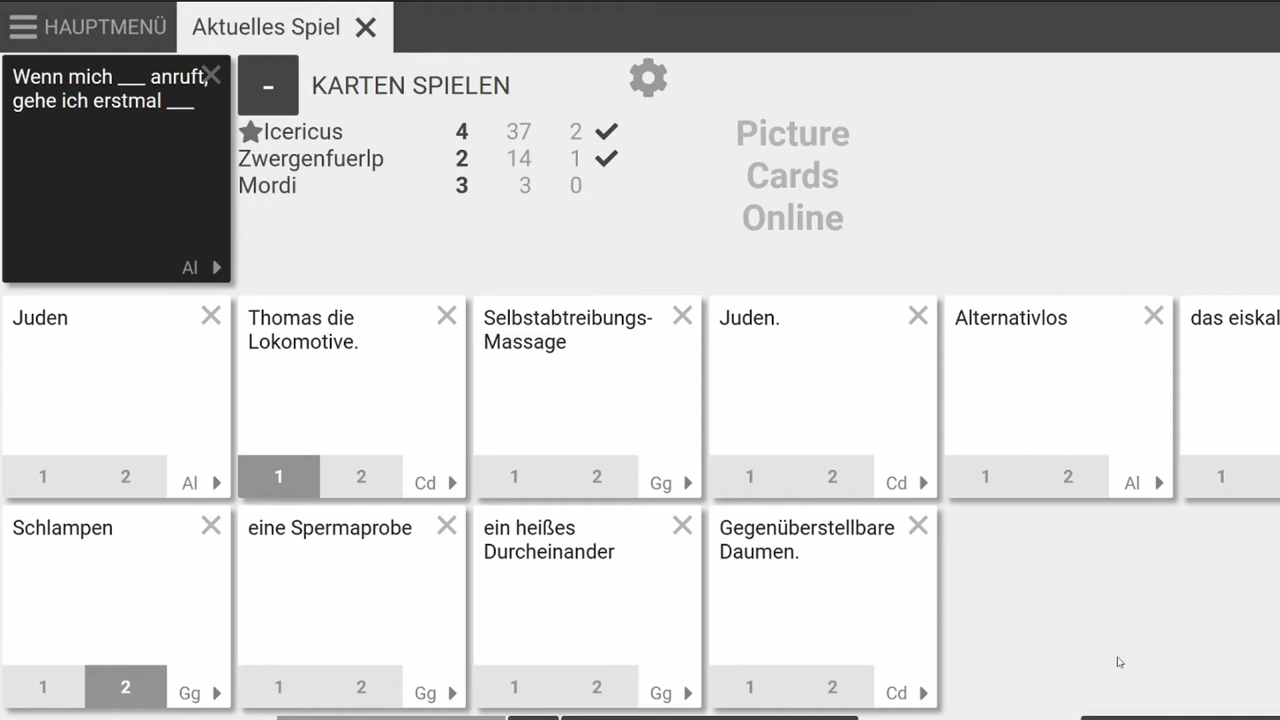 HAUPTMENÜ
Aktuelles Spiel
Wenn mich ___ anruft,
gehe ich erstmal ___
Al
-
KARTEN SPIELEN
Icericus 4 37 2
Zwergenfuerlp 2 14 1
Mordi 3 3 0
Picture
Cards
Online
Juden
1 2 Al
Thomas die
Lokomotive.
1 2 Cd
Selbstabtreibungs-
Massage
1 2 Gg
Juden.
1 2 Cd
Alternativlos
1 2 Al
das eiskal
1
Schlampen
1 2 Gg
eine Spermaprobe
1 2 Gg
ein heißes
Durcheinander
1 2 Gg
Gegenüberstellbare
Daumen.
1 2 Cd